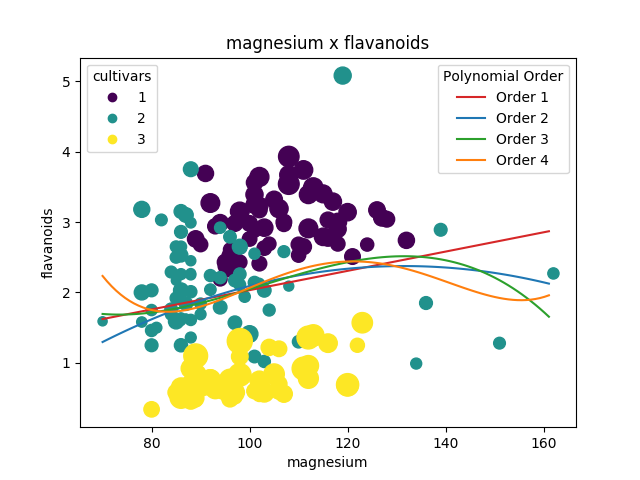 magnesium x flavanoids
cultivars
1
2
3
Polynomial Order
Order 1
Order 2
Order 3
Order 4
flavanoids
5
4
3
2
1
80 100 120 140 160
magnesium